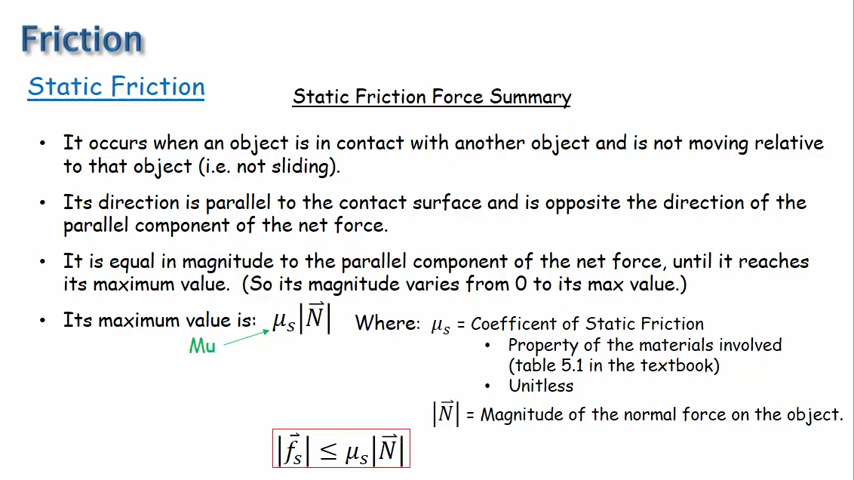 Friction
Static Friction
Static Friction Force Summary
• It occurs when an object is in contact with another object and is not moving relative
to that object (i.e. not sliding).
• Its direction is parallel to the contact surface and is opposite the direction of the
parallel component of the net force.
• It is equal in magnitude to the parallel component of the net force, until it reaches
its maximum value. (So its magnitude varies from 0 to its max value.)
• Its maximum value is: μₛ|N⃗| Where: μₛ = Coefficent of Static Friction
Mu
• Property of the materials involved
(table 5.1 in the textbook)
• Unitless
|N⃗| = Magnitude of the normal force on the object.
|f⃗ₛ| ≤ μₛ|N⃗|